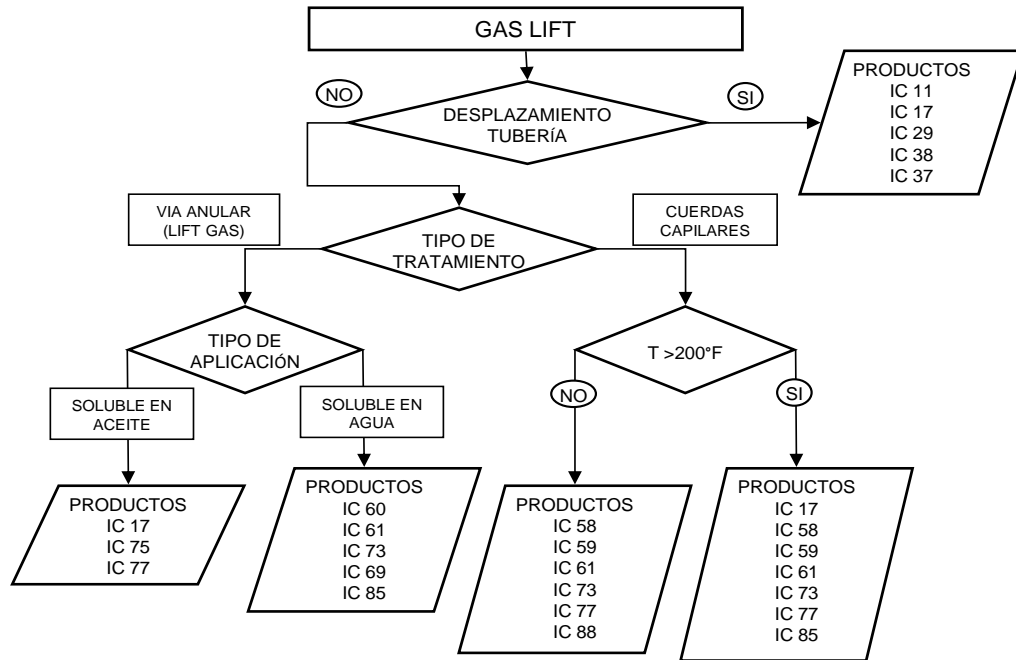 GAS LIFT
NO
SI
DESPLAZAMIENTO
TUBERÍA
PRODUCTOS
IC 11
IC 17
IC 29
IC 38
IC 37
VIA ANULAR
(LIFT GAS)
TIPO DE
TRATAMIENTO
CUERDAS
CAPILARES
TIPO DE
APLICACIÓN
T >200°F
SOLUBLE EN
ACEITE
SOLUBLE EN
AGUA
NO
SI
PRODUCTOS
IC 17
IC 75
IC 77
PRODUCTOS
IC 60
IC 61
IC 73
IC 69
IC 85
PRODUCTOS
IC 58
IC 59
IC 61
IC 73
IC 77
IC 88
PRODUCTOS
IC 17
IC 58
IC 59
IC 61
IC 73
IC 77
IC 85